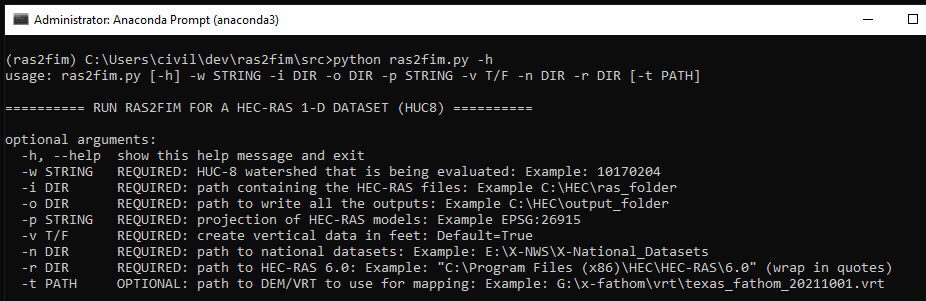 Administrator: Anaconda Prompt (anaconda3)
(ras2fim) C:\Users\civil\dev\ras2fim\src>python ras2fim.py -h
usage: ras2fim.py [-h] -w STRING -i DIR -o DIR -p STRING -v T/F -n DIR -r DIR [-t PATH]
========== RUN RAS2FIM FOR A HEC-RAS 1-D DATASET (HUC8) ==========
optional arguments:
-h, --help  show this help message and exit
-w STRING   REQUIRED: HUC-8 watershed that is being evaluated: Example: 10170204
-i DIR      REQUIRED: path containing the HEC-RAS files: Example C:\HEC\ras_folder
-o DIR      REQUIRED: path to write all the outputs: Example C:\HEC\output_folder
-p STRING   REQUIRED: projection of HEC-RAS models: Example EPSG:26915
-v T/F      REQUIRED: create vertical data in feet: Default=True
-n DIR      REQUIRED: path to national datasets: Example: E:\X-NWS\X-National_Datasets
-r DIR      REQUIRED: path to HEC-RAS 6.0: Example: "C:\Program Files (x86)\HEC\HEC-RAS\6.0" (wrap in quotes)
-t PATH     OPTIONAL: path to DEM/VRT to use for mapping: Example: G:\x-fathom\vrt\texas_fathom_20211001.vrt